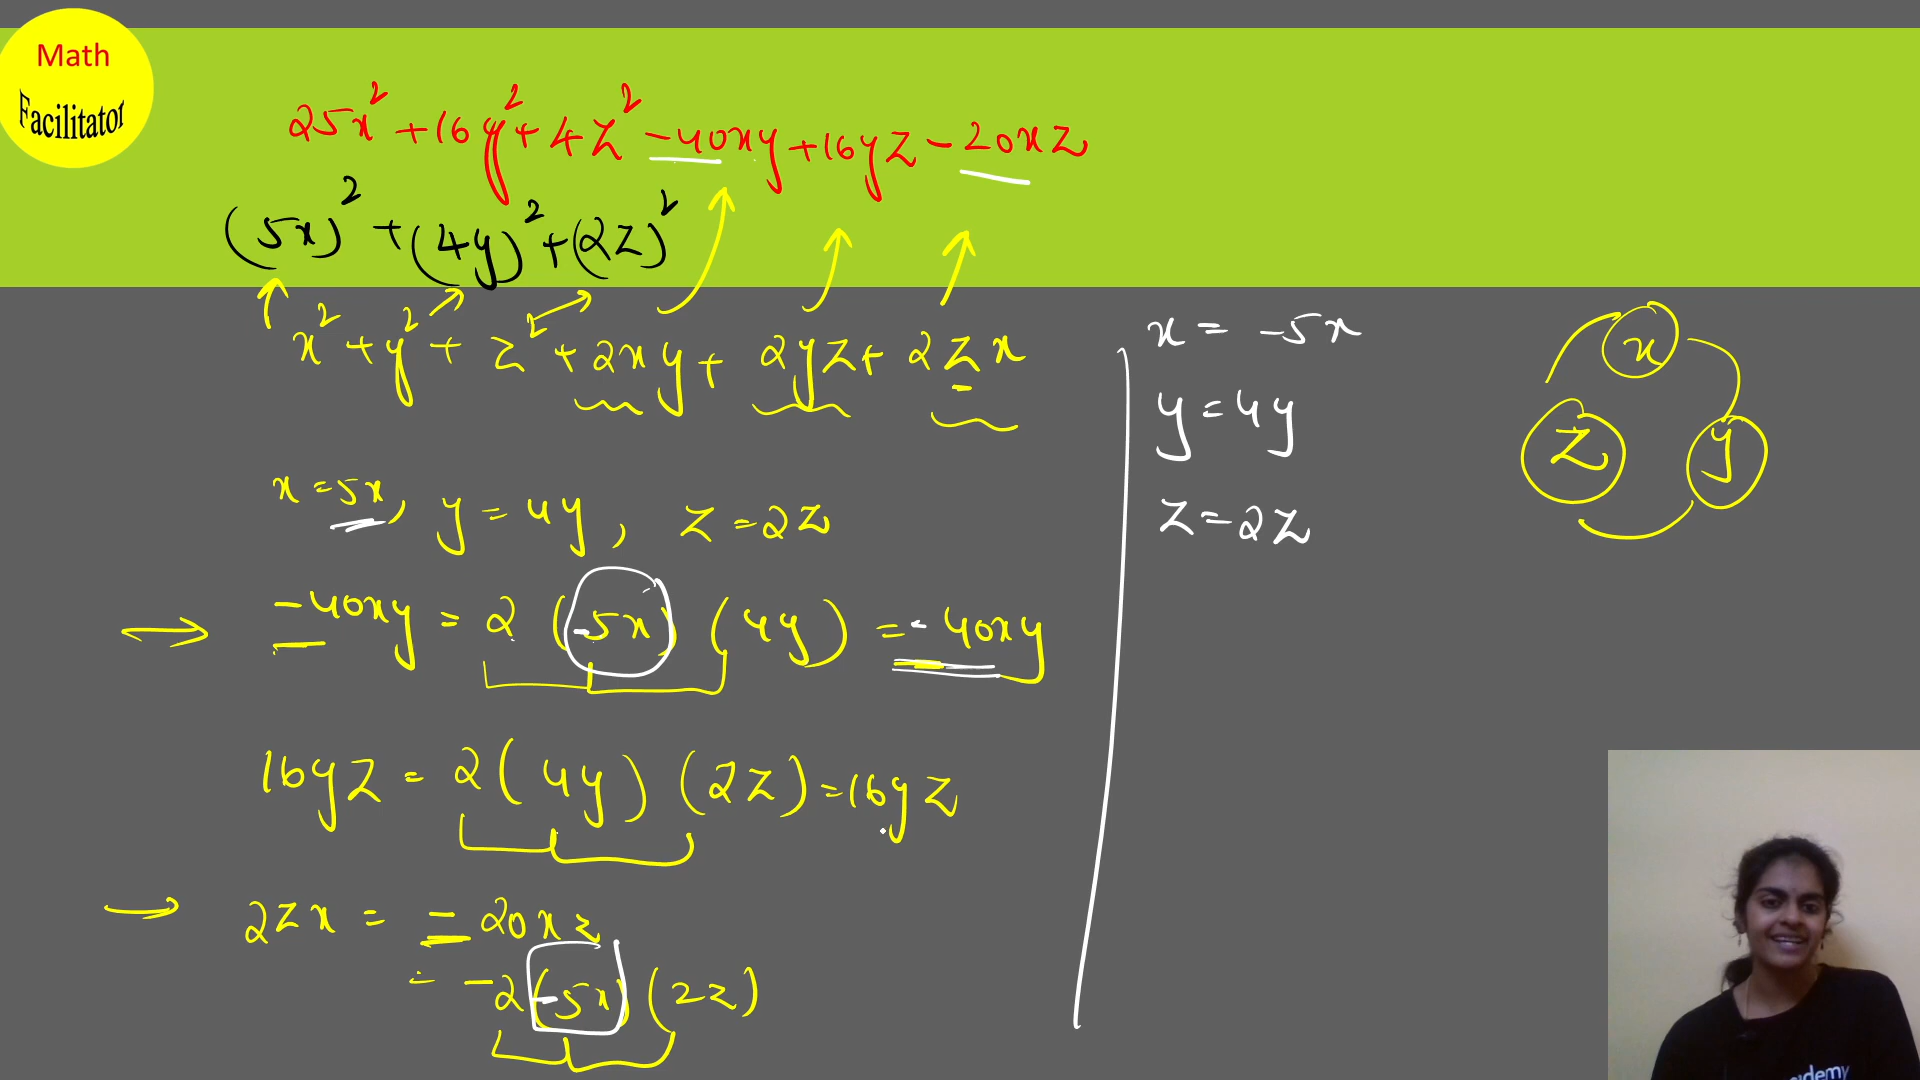 Math
Facilitator
25x² + 16y² + 4z² - 40xy + 16yz - 20xz
(5x)² + (4y)² + (2z)²
x² + y² + z² + 2xy + 2yz + 2zx
x = 5x, y = 4y, z = 2z
⇒ -40xy = 2 (-5x) (4y) = -40xy
16yz = 2 (4y) (2z) = 16yz
→ 2zx = - 20xz
= -2 (-5x) (2z)
x = -5x
y = 4y
z = 2z
x
z
y
ademy